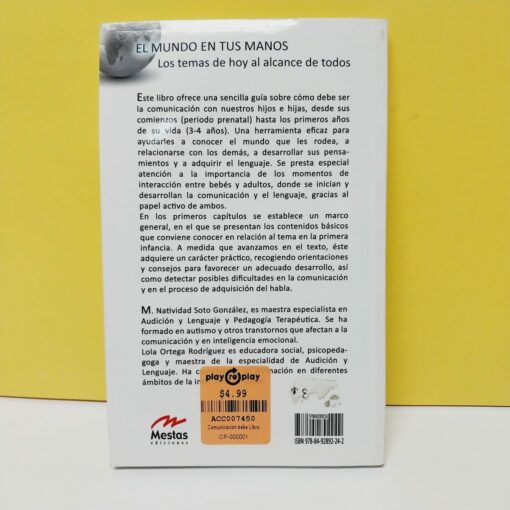 EL MUNDO EN TUS MANOS
Los temas de hoy al alcance de todos
Este libro ofrece una sencilla guía sobre cómo debe ser
la comunicación con nuestros hijos e hijas, desde sus
comienzos (periodo prenatal) hasta los primeros años
de su vida (3-4 años). Una herramienta eficaz para
ayudarles a conocer el mundo que les rodea, a
relacionarse con los demás, a desarrollar sus pensa-
mientos y a adquirir el lenguaje. Se presta especial
atención a la importancia de los momentos de
interacción entre bebés y adultos, donde se inician y
desarrollan la comunicación y el lenguaje, gracias al
papel activo de ambos.
En los primeros capítulos se establece un marco
general, en el que se presentan los contenidos básicos
que conviene conocer en relación al tema en la primera
infancia. A medida que avanzamos en el texto, éste
adquiere un carácter práctico, recogiendo orientaciones
y consejos para favorecer un adecuado desarrollo, así
como detectar posibles dificultades en la comunicación
y en el proceso de adquisición del habla.
M. Natividad Soto González, es maestra especialista en
Audición y Lenguaje y Pedagogía Terapéutica. Se ha
formado en autismo y otros transtornos que afectan a la
comunicación y en inteligencia emocional.
Lola Ortega Rodríguez es educadora social, psicopeda-
goga y maestra de la especialidad de Audición y
Lenguaje. Ha c mación en diferentes
ámbitos de la i
play re play
$4.99
ACC007450
Comunicacion bebe Libro
CP-000001
Mestas
ediciones
ISBN 978-84-92892-24-2